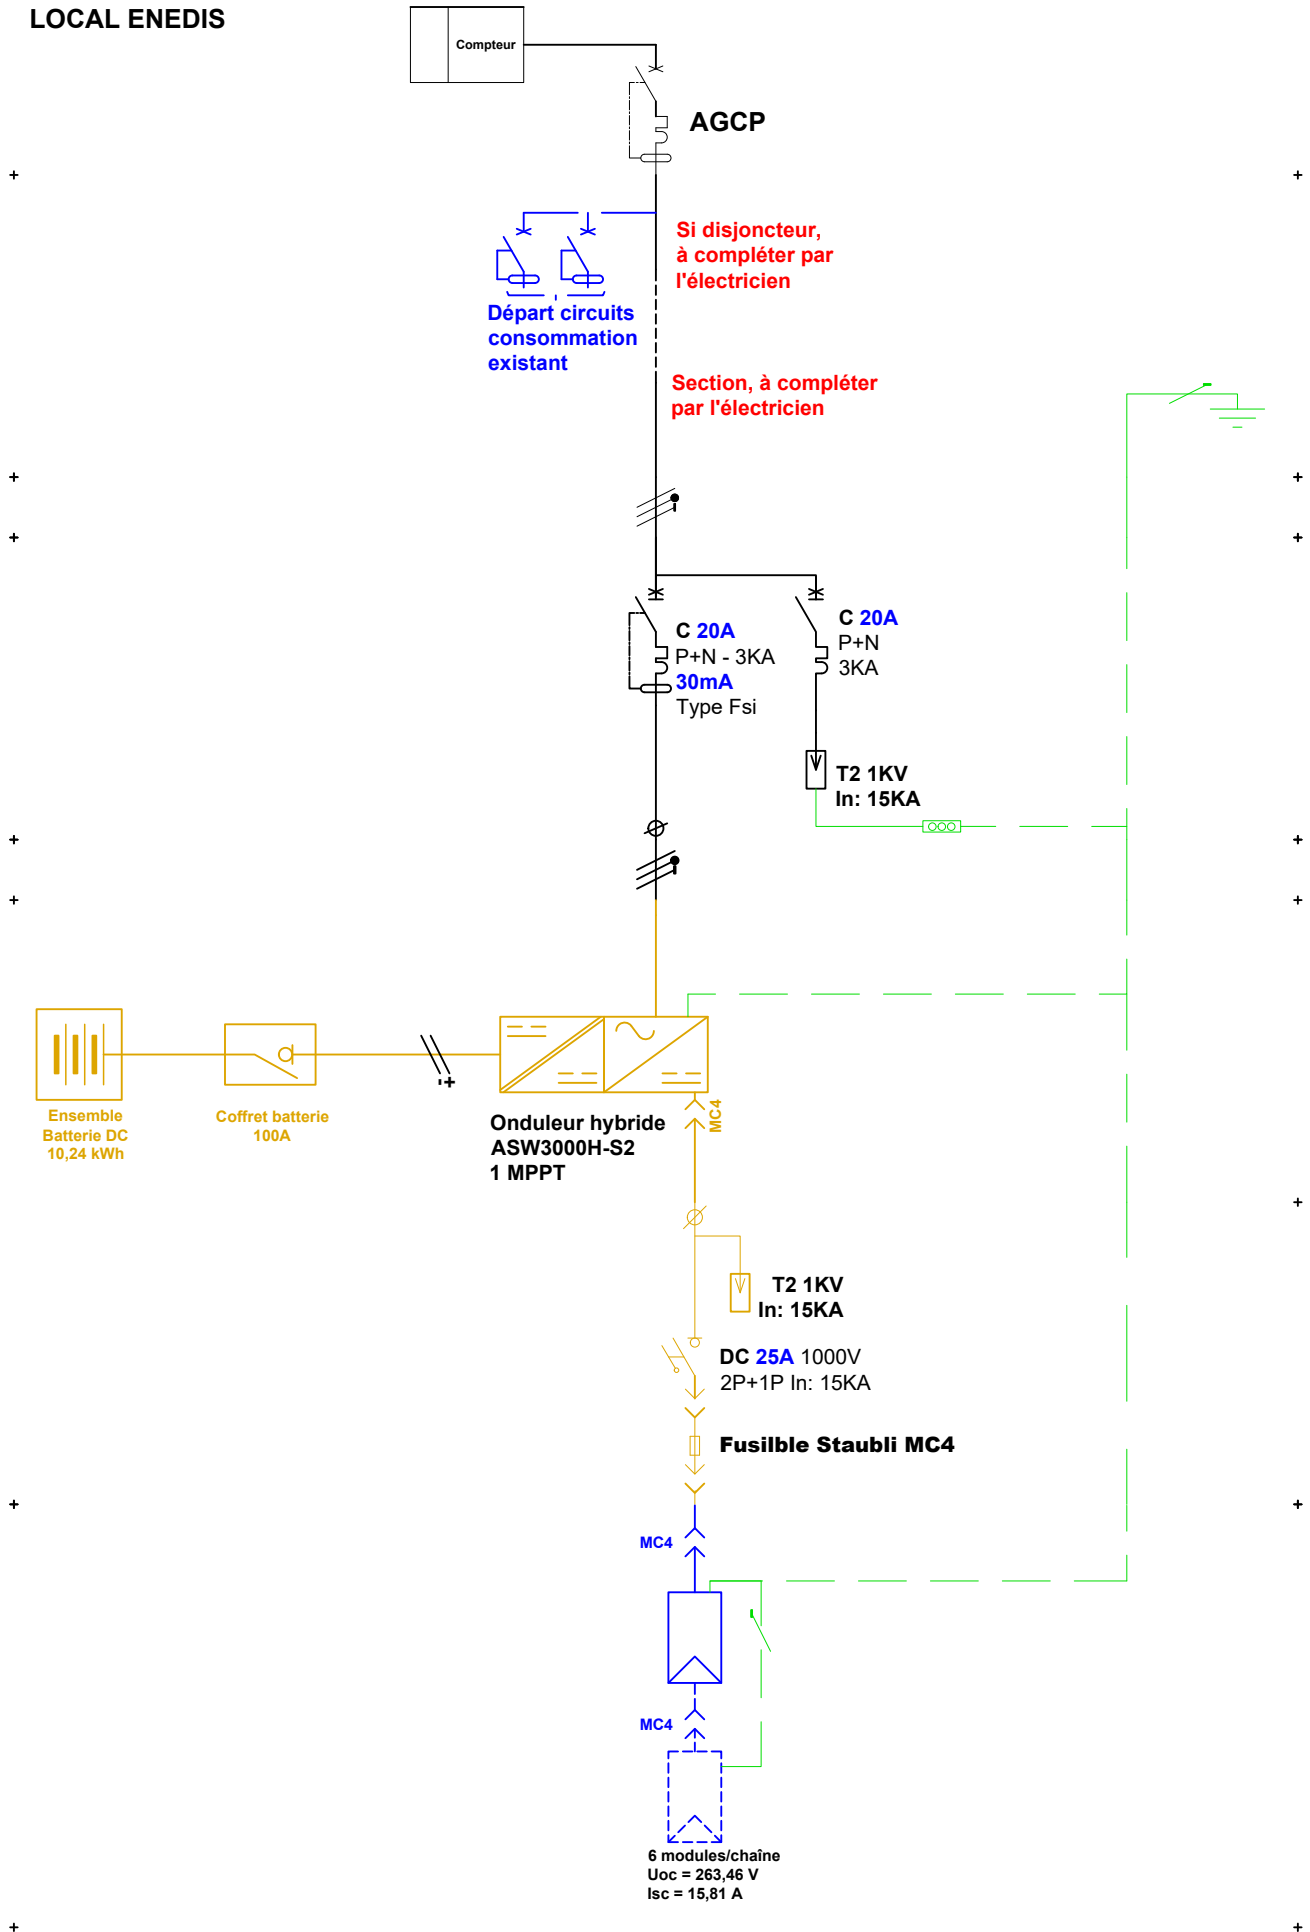 LOCAL ENEDIS
Compteur
AGCP
Si disjoncteur,
à compléter par
l'électricien
Départ circuits
consommation
existant
Section, à compléter
par l'électricien
C 20A
P+N - 3KA
30mA
Type Fsi
C 20A
P+N
3KA
T2 1KV
In: 15KA
Ensemble
Batterie DC
10,24 kWh
Coffret batterie
100A
Onduleur hybride
ASW3000H-S2
1 MPPT
MC4
T2 1KV
In: 15KA
DC 25A 1000V
2P+1P In: 15KA
Fusilble Staubli MC4
MC4
MC4
6 modules/chaîne
Uoc = 263,46 V
Isc = 15,81 A